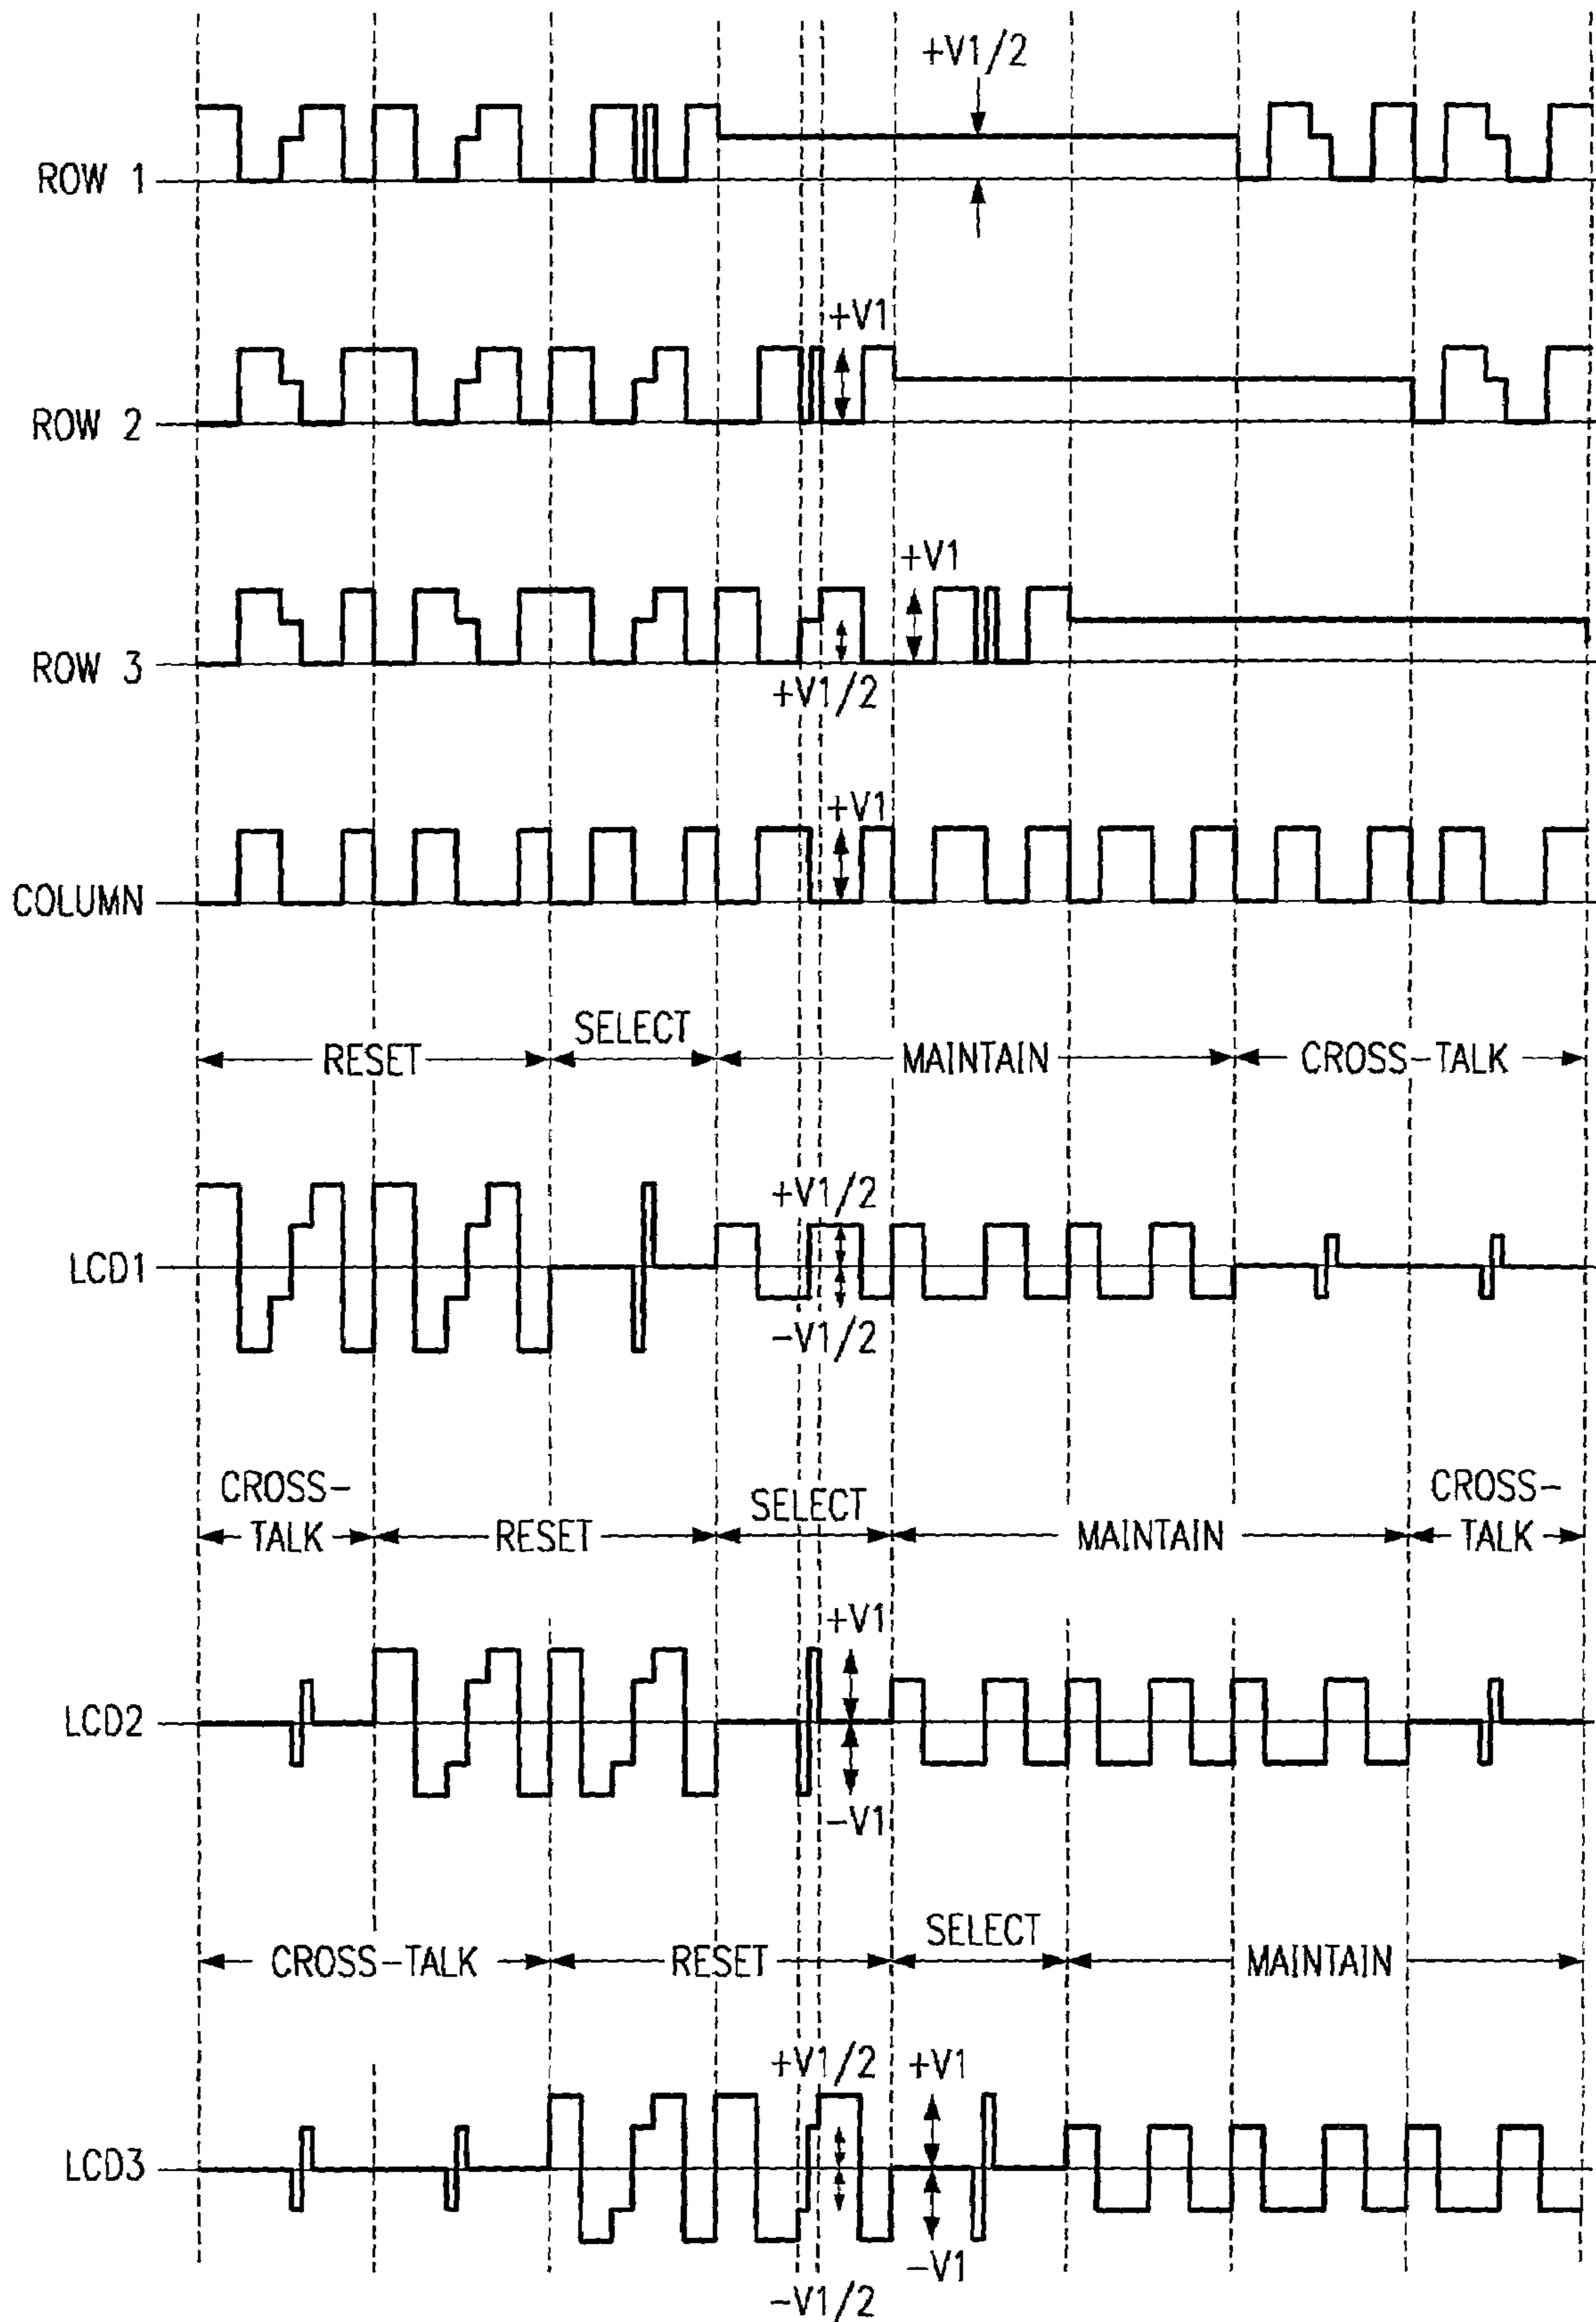 +V1/2
ROW 1
+V1
ROW 2
+V1
ROW 3
+V1/2
+V1
COLUMN
SELECT
RESET
MAINTAIN
CROSS-TALK
+V1/2
LCD1
-V1/2
CROSS-
TALK
RESET
SELECT
MAINTAIN
CROSS-
TALK
+V1
LCD2
-V1
CROSS-TALK
RESET
SELECT
MAINTAIN
+V1/2
+V1
LCD3
-V1
-V1/2